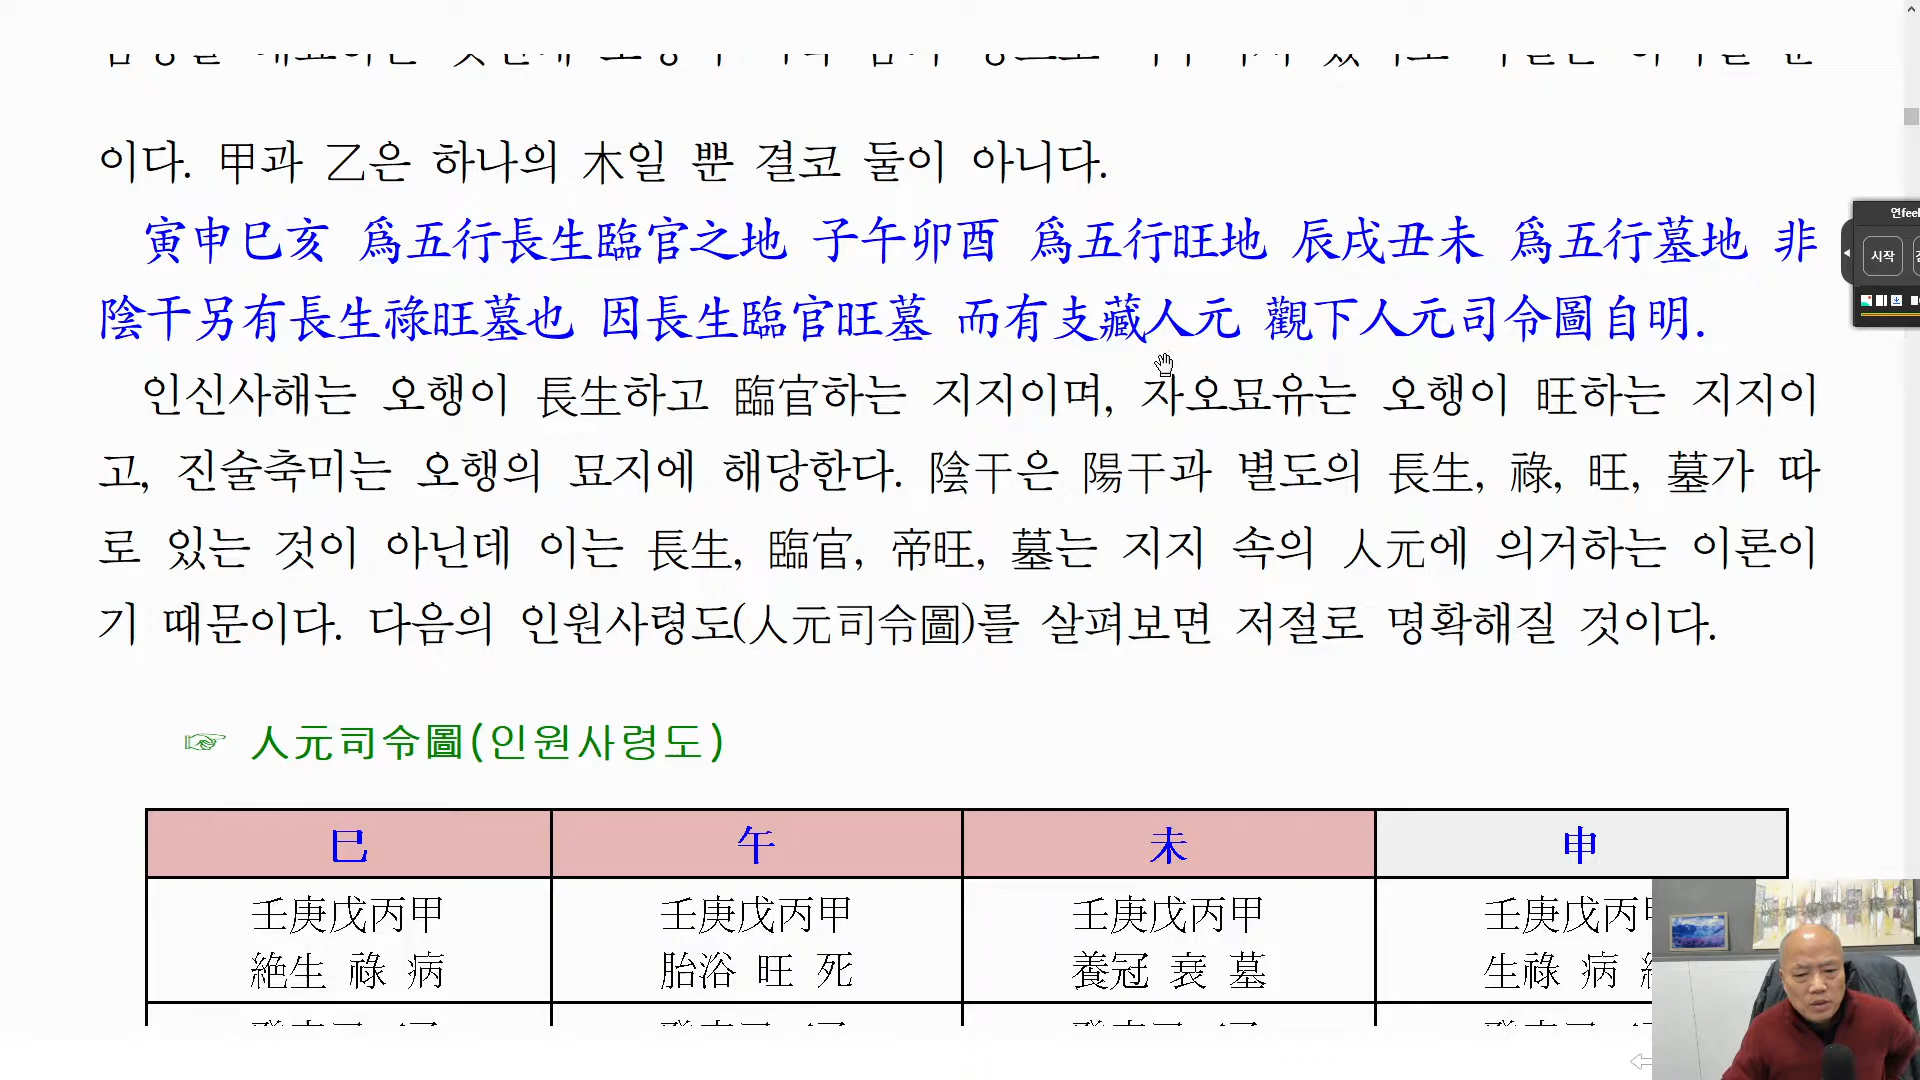 이다. 甲과 乙은 하나의 木일 뿐 결코 둘이 아니다.
寅申巳亥 爲五行長生臨官之地 子午卯酉 爲五行旺地 辰戌丑未 爲五行墓地 非
陰干另有長生祿旺墓也 因長生臨官旺墓 而有支藏人元 觀下人元司令圖自明.
인신사해는 오행이 長生하고 臨官하는 지지이며, 자오묘유는 오행이 旺하는 지지이
고, 진술축미는 오행의 묘지에 해당한다. 陰干은 陽干과 별도의 長生, 祿, 旺, 墓가 따
로 있는 것이 아닌데 이는 長生, 臨官, 帝旺, 墓는 지지 속의 人元에 의거하는 이론이
기 때문이다. 다음의 인원사령도(人元司令圖)를 살펴보면 저절로 명확해질 것이다.
☞ 人元司令圖(인원사령도)
巳 午 未 申
壬庚戊丙甲 壬庚戊丙甲 壬庚戊丙甲 壬庚戊丙
絶生 祿 病 胎浴 旺 死 養冠 衰 墓 生祿 病
연feel
시작